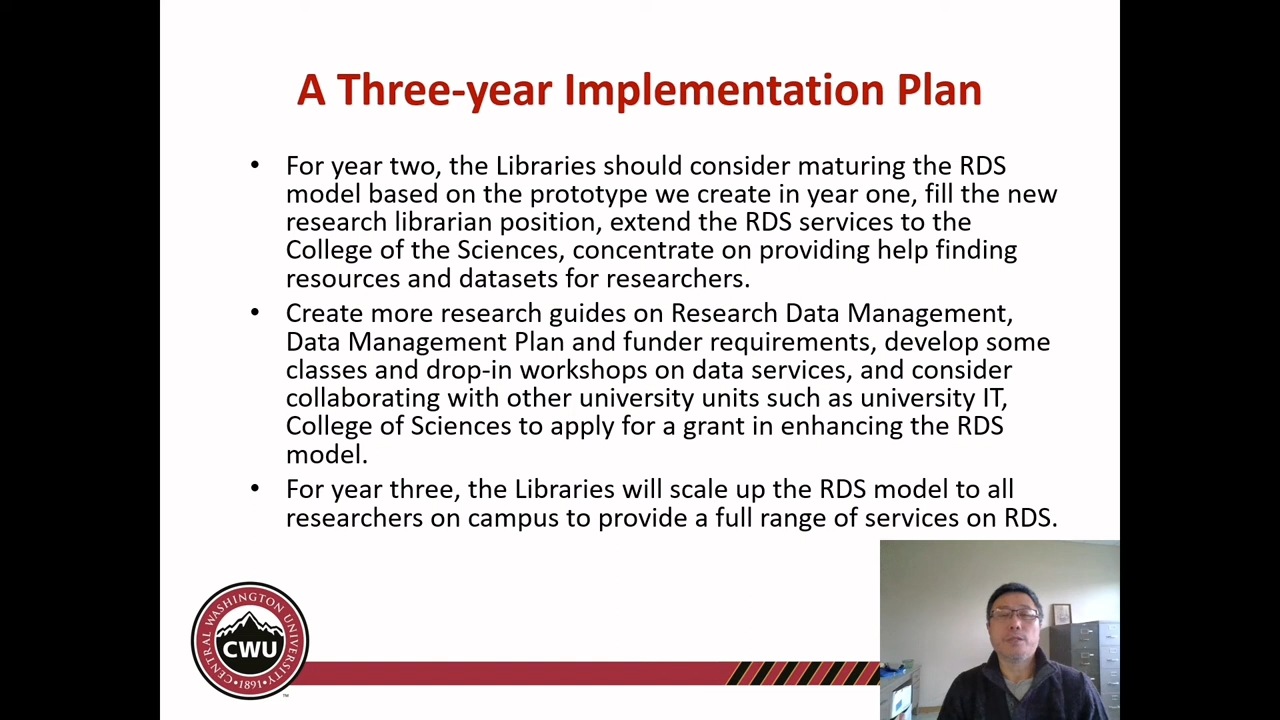 A Three-year Implementation Plan
• For year two, the Libraries should consider maturing the RDS
model based on the prototype we create in year one, fill the new
research librarian position, extend the RDS services to the
College of the Sciences, concentrate on providing help finding
resources and datasets for researchers.
• Create more research guides on Research Data Management,
Data Management Plan and funder requirements, develop some
classes and drop-in workshops on data services, and consider
collaborating with other university units such as university IT,
College of Sciences to apply for a grant in enhancing the RDS
model.
• For year three, the Libraries will scale up the RDS model to all
researchers on campus to provide a full range of services on RDS.
CENTRAL WASHINGTON UNIVERSITY
CWU
•1891•
™